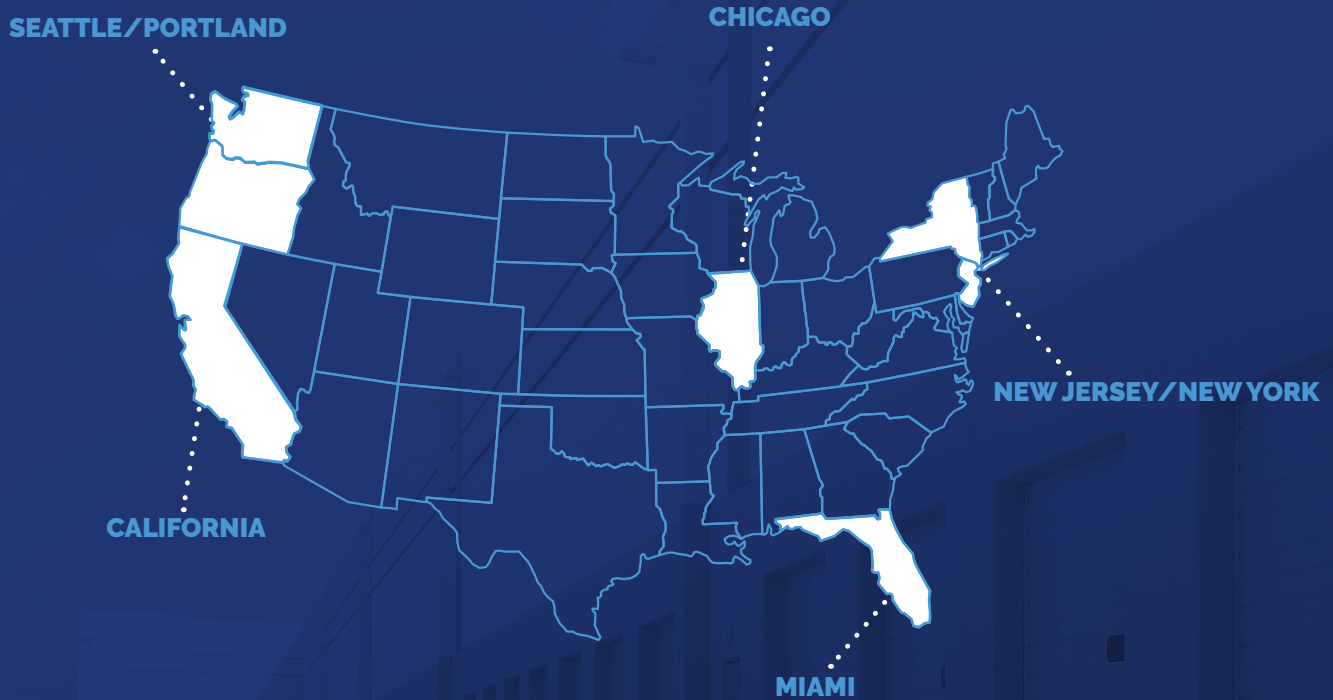 CHICAGO
SEATTLE/PORTLAND
NEW JERSEY/NEW YORK
CALIFORNIA
MIAMI